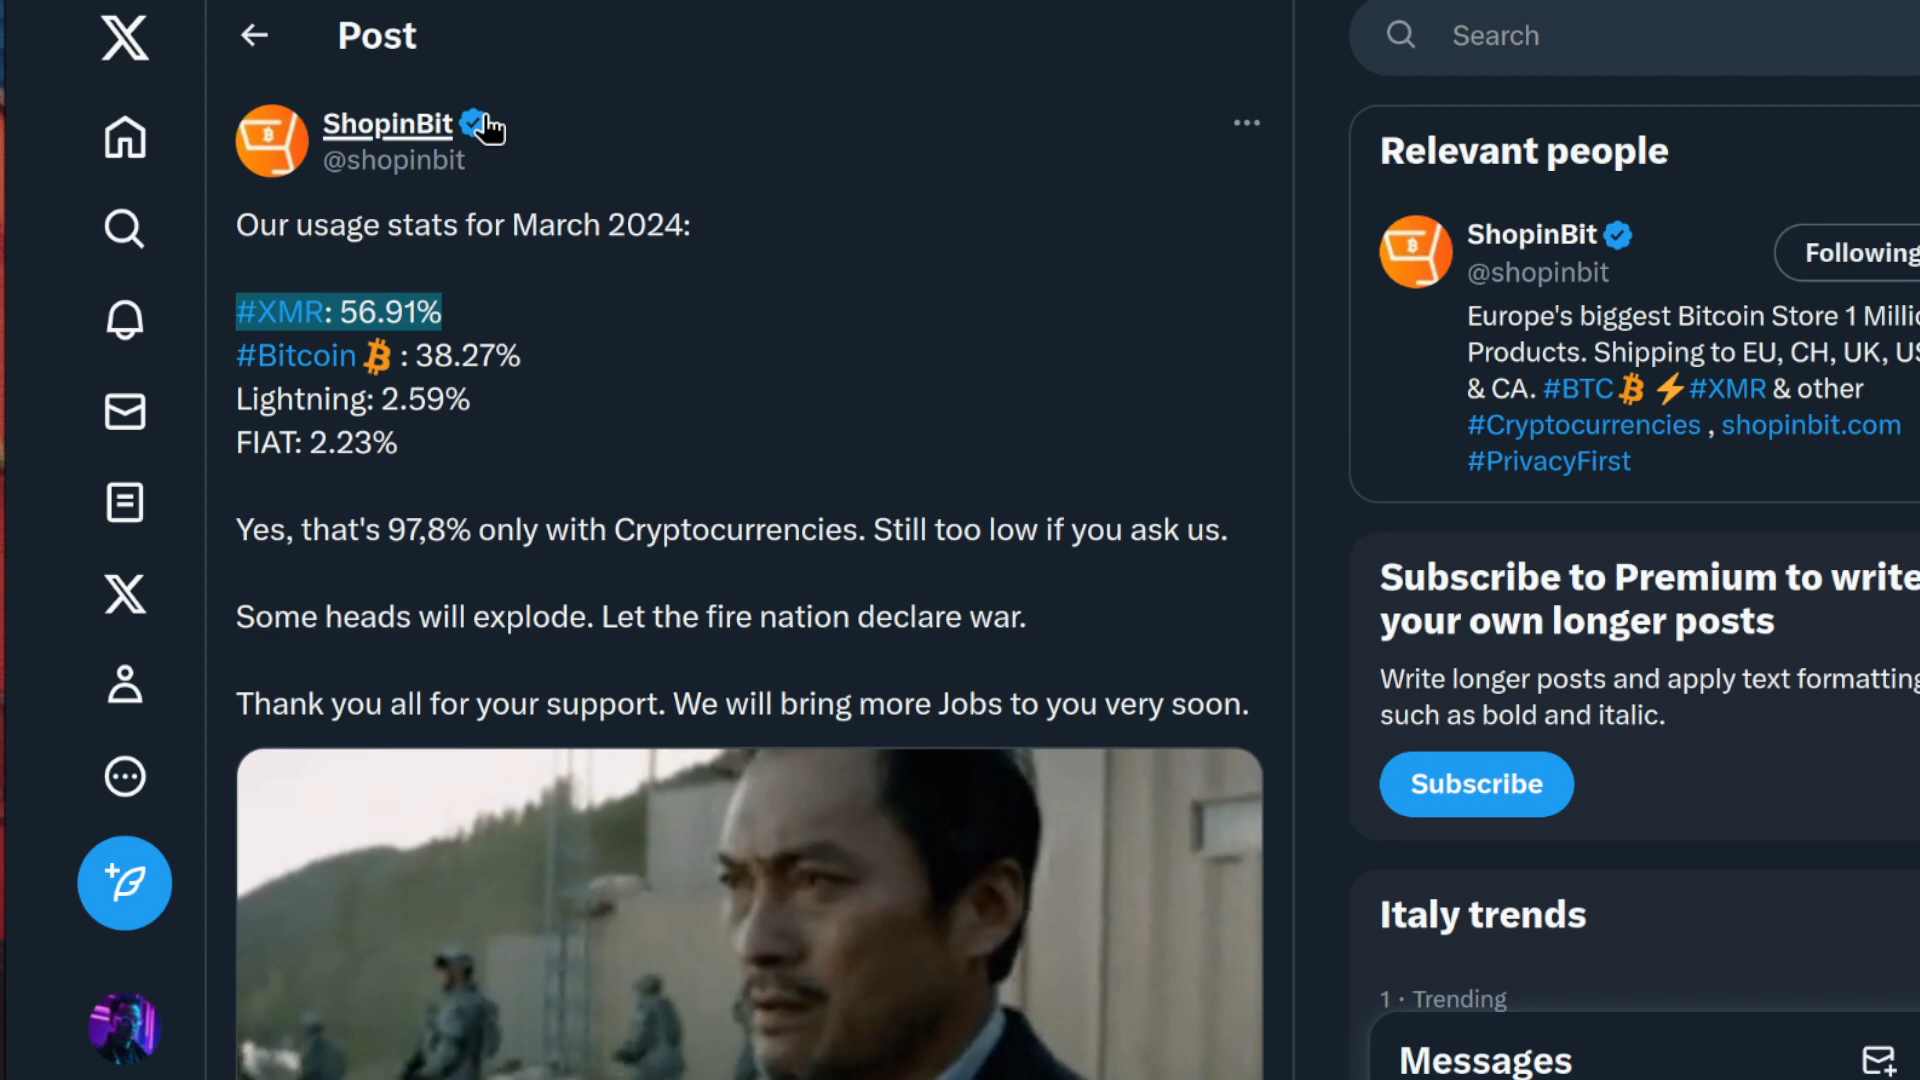 Post
ShopinBit
@shopinbit
Our usage stats for March 2024:
#XMR: 56.91%
#Bitcoin : 38.27%
Lightning: 2.59%
FIAT: 2.23%
Yes, that's 97,8% only with Cryptocurrencies. Still too low if you ask us.
Some heads will explode. Let the fire nation declare war.
Thank you all for your support. We will bring more Jobs to you very soon.
Search
Relevant people
ShopinBit
@shopinbit
Following
Europe's biggest Bitcoin Store 1 Millio
Products. Shipping to EU, CH, UK, US
& CA. #BTC ⚡#XMR & other
#Cryptocurrencies , shopinbit.com
#PrivacyFirst
Subscribe to Premium to write
your own longer posts
Write longer posts and apply text formatting
such as bold and italic.
Subscribe
Italy trends
1 · Trending
Messages